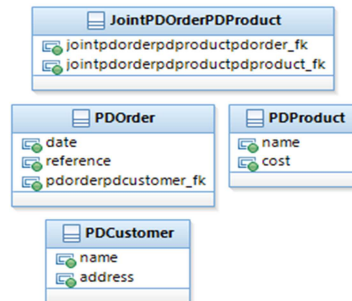 JointPDOrderPDProduct
jointpdorderpdproductpdorder_fk
jointpdorderpdproductpdproduct_fk
PDOrder
date
reference
pdorderpdcustomer_fk
PDProduct
name
cost
PDCustomer
name
address